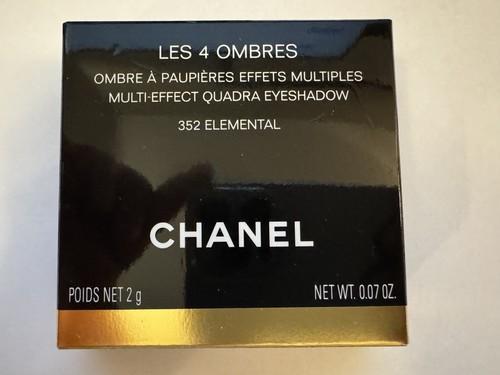 LES 4 OMBRES
OMBRE À PAUPIÈRES EFFETS MULTIPLES
MULTI-EFFECT QUADRA EYESHADOW
352 ELEMENTAL
CHANEL
POIDS NET 2 g NET WT. 0.07 OZ.